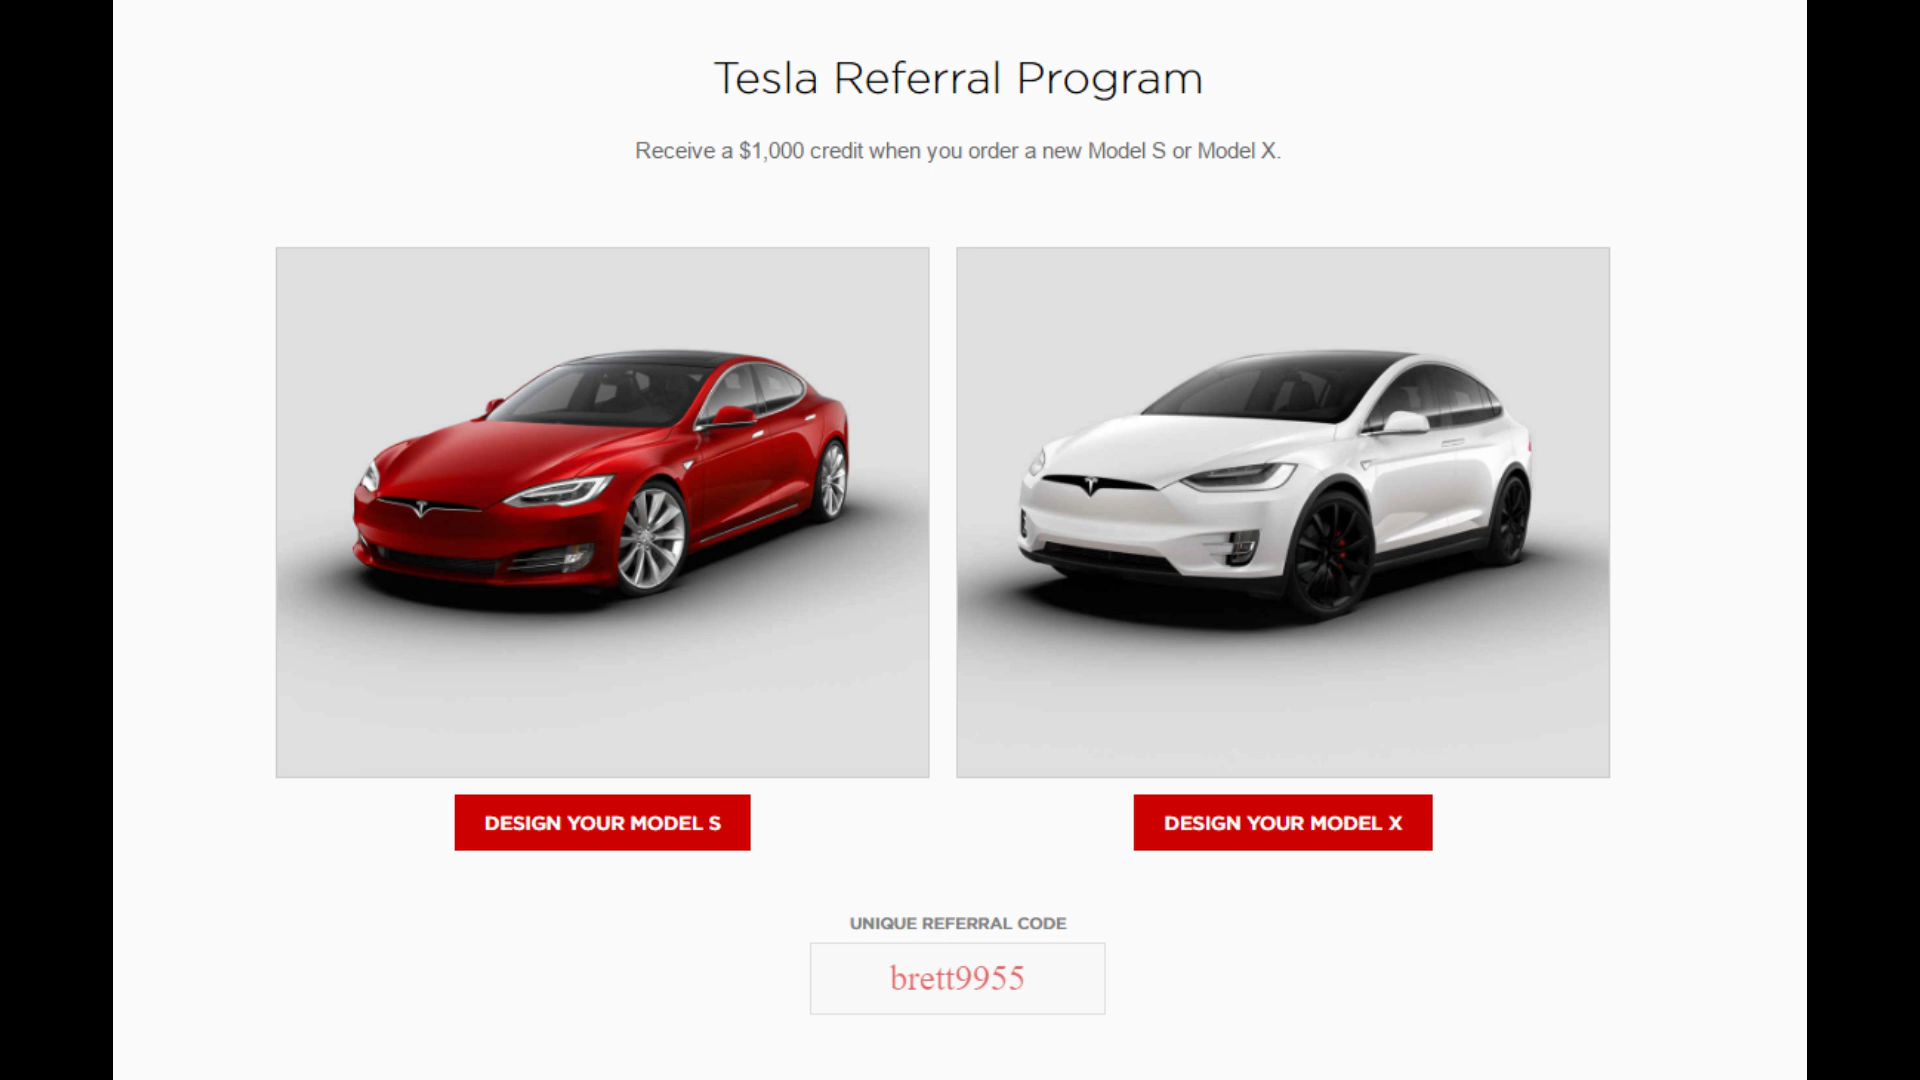 Tesla Referral Program
Receive a $1,000 credit when you order a new Model S or Model X.
DESIGN YOUR MODEL S
DESIGN YOUR MODEL X
UNIQUE REFERRAL CODE
brett9955